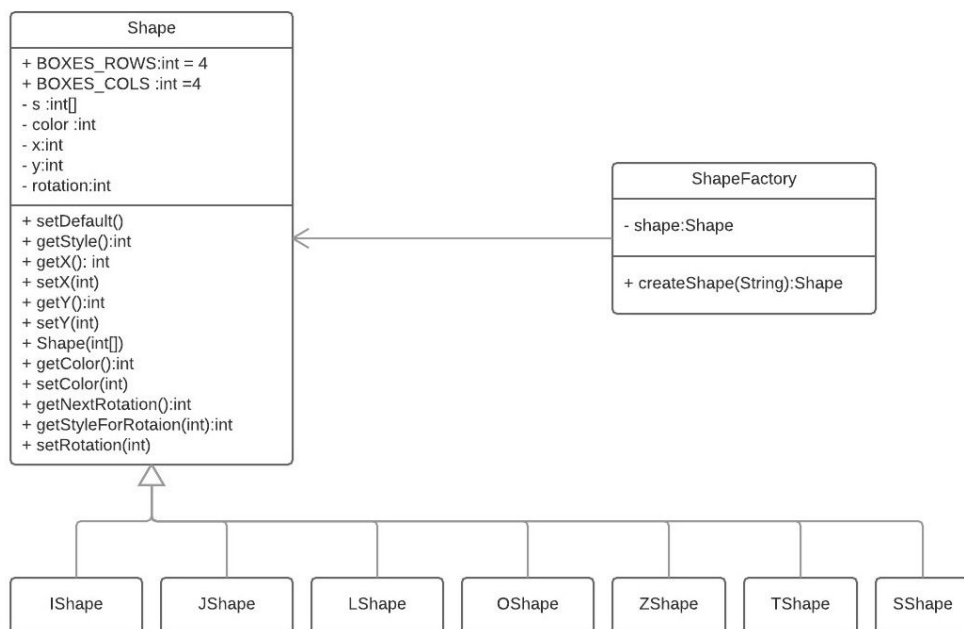 Shape
+ BOXES_ROWS:int = 4
+ BOXES_COLS :int =4
- s :int[]
- color :int
- x:int
- y:int
- rotation:int
+ setDefault()
+ getStyle():int
+ getX(): int
+ setX(int)
+ getY():int
+ setY(int)
+ Shape(int[])
+ getColor():int
+ setColor(int)
+ getNextRotation():int
+ getStyleForRotaion(int):int
+ setRotation(int)
ShapeFactory
- shape:Shape
+ createShape(String):Shape
IShape
JShape
LShape
OShape
ZShape
TShape
SShape